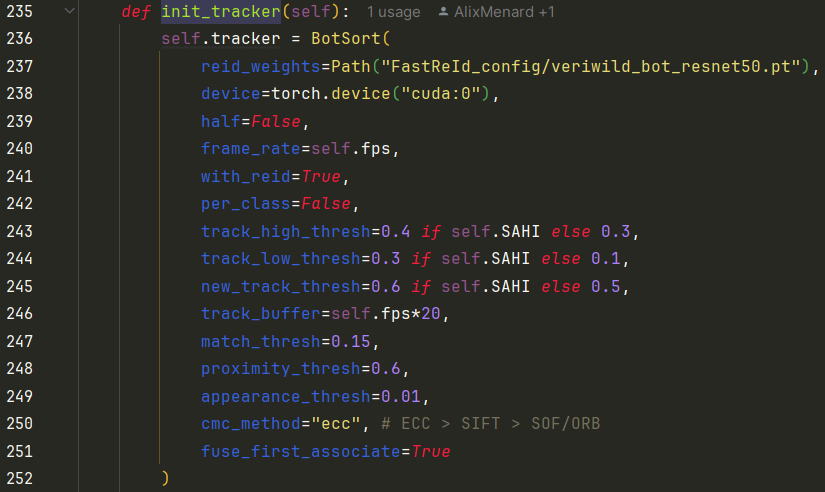 235 def init_tracker(self): 1 usage AlixMenard +1
236 self.tracker = BotSort(
237 reid_weights=Path("FastReId_config/veriwild_bot_resnet50.pt"),
238 device=torch.device("cuda:0"),
239 half=False,
240 frame_rate=self.fps,
241 with_reid=True,
242 per_class=False,
243 track_high_thresh=0.4 if self.SAHI else 0.3,
244 track_low_thresh=0.3 if self.SAHI else 0.1,
245 new_track_thresh=0.6 if self.SAHI else 0.5,
246 track_buffer=self.fps*20,
247 match_thresh=0.15,
248 proximity_thresh=0.6,
249 appearance_thresh=0.01,
250 cmc_method="ecc", # ECC > SIFT > SOF/ORB
251 fuse_first_associate=True
252 )